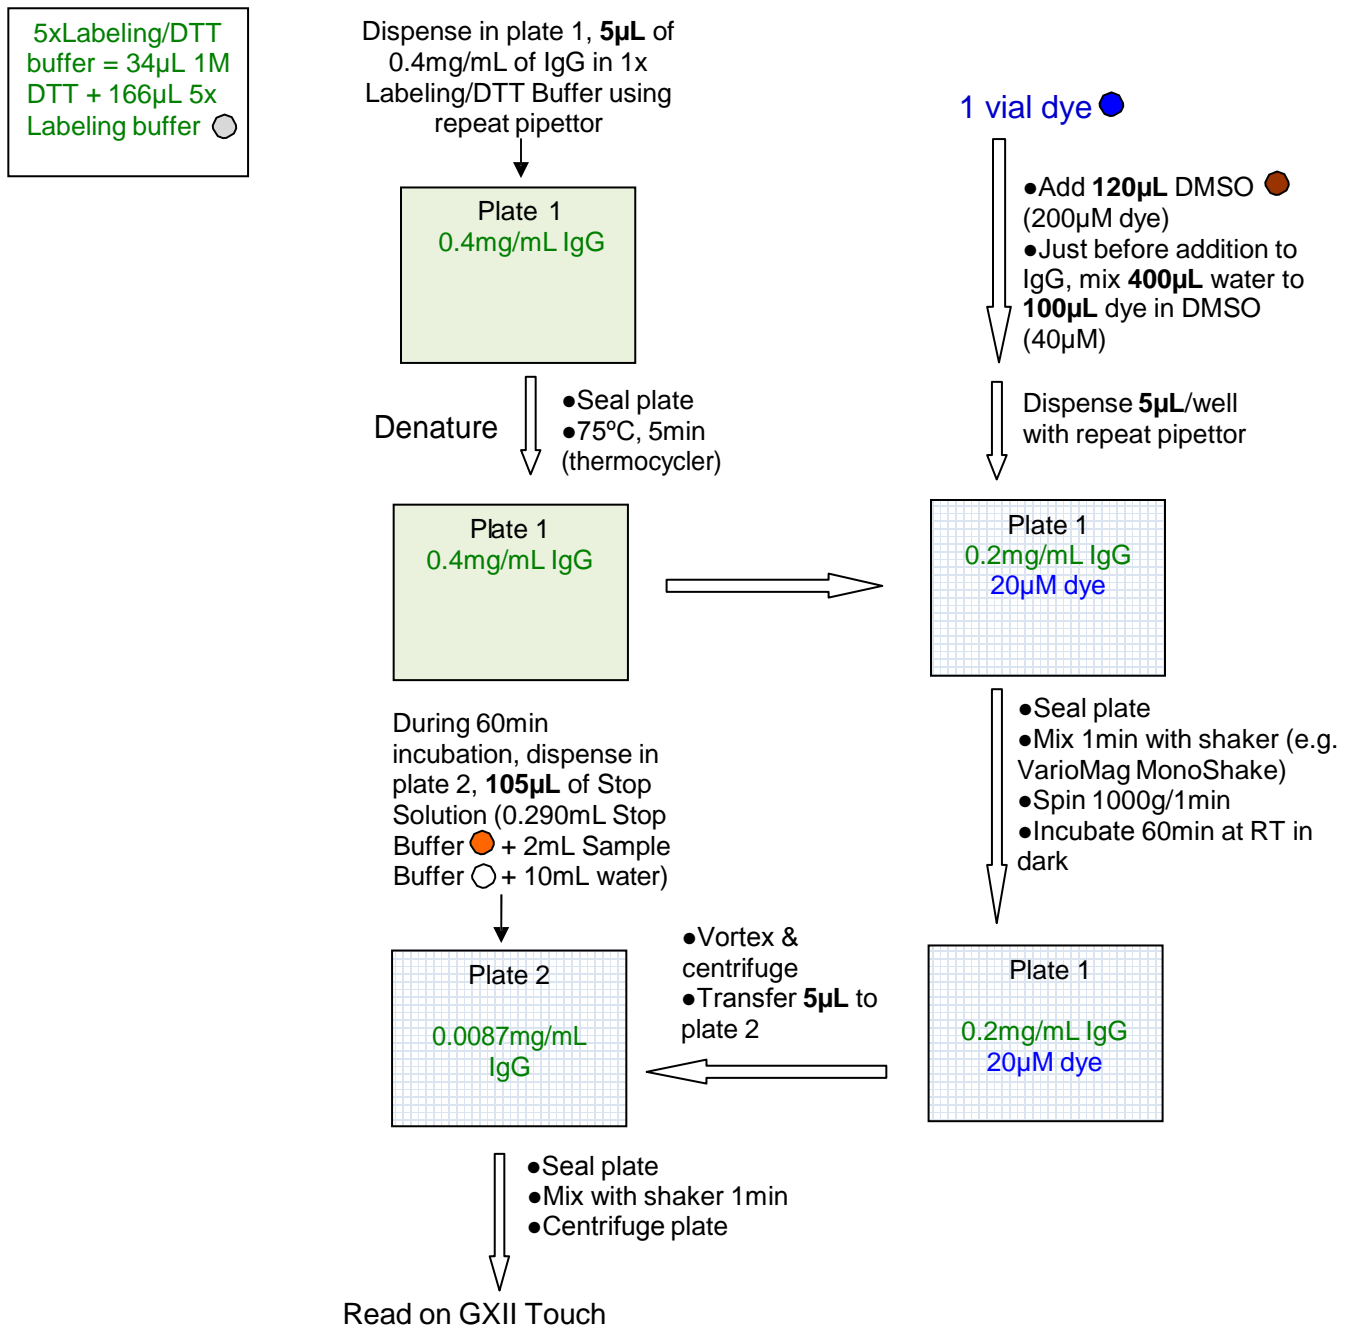 5xLabeling/DTT
buffer = 34µL 1M
DTT + 166µL 5x
Labeling buffer
Dispense in plate 1, 5µL of
0.4mg/mL of IgG in 1x
Labeling/DTT Buffer using
repeat pipettor
1 vial dye
●Add 120µL DMSO
(200µM dye)
●Just before addition to
IgG, mix 400µL water to
100µL dye in DMSO
(40µM)
Plate 1
0.4mg/mL IgG
Denature
●Seal plate
●75ºC, 5min
(thermocycler)
Dispense 5µL/well
with repeat pipettor
Plate 1
0.4mg/mL IgG
Plate 1
0.2mg/mL IgG
20µM dye
●Seal plate
●Mix 1min with shaker (e.g.
VarioMag MonoShake)
●Spin 1000g/1min
●Incubate 60min at RT in
dark
During 60min
incubation, dispense in
plate 2, 105µL of Stop
Solution (0.290mL Stop
Buffer + 2mL Sample
Buffer + 10mL water)
●Vortex &
centrifuge
●Transfer 5µL to
plate 2
Plate 1
0.2mg/mL IgG
20µM dye
Plate 2
0.0087mg/mL
IgG
●Seal plate
●Mix with shaker 1min
●Centrifuge plate
Read on GXII Touch